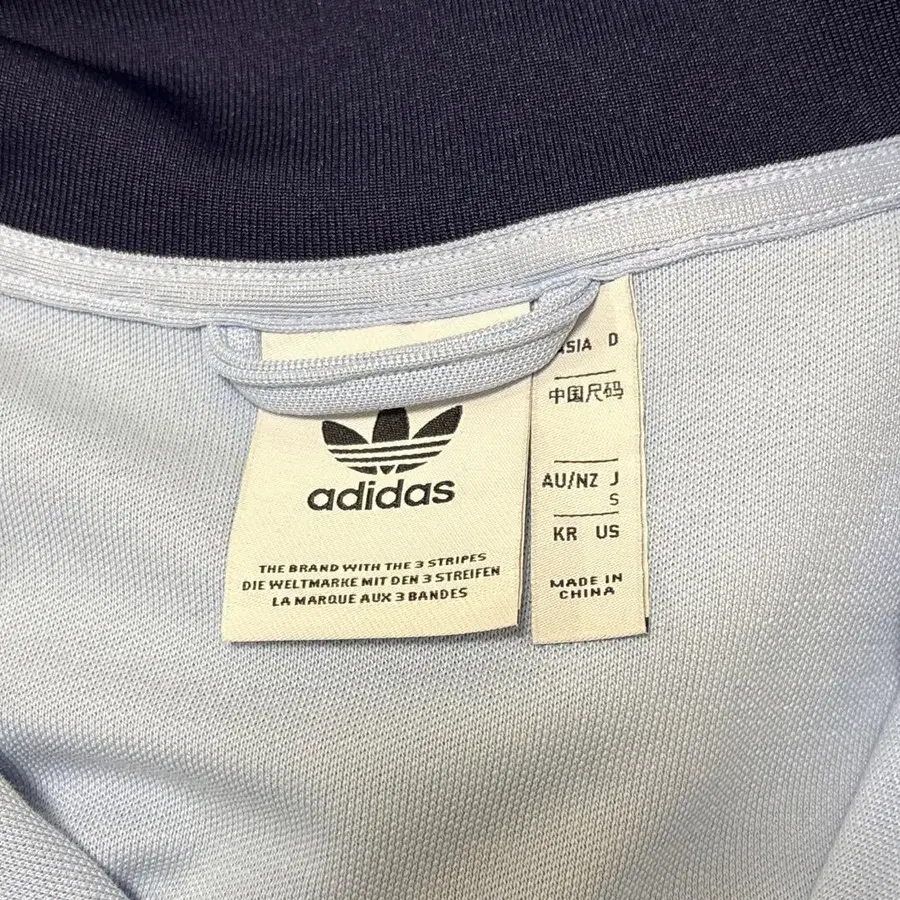 adidas
THE BRAND WITH THE 3 STRIPES
DIE WELTMARKE MIT DEN 3 STREIFEN
LA MARQUE AUX 3 BANDES
D
中国尺码
AU/NZ J
S
KR US
MADE IN
CHINA